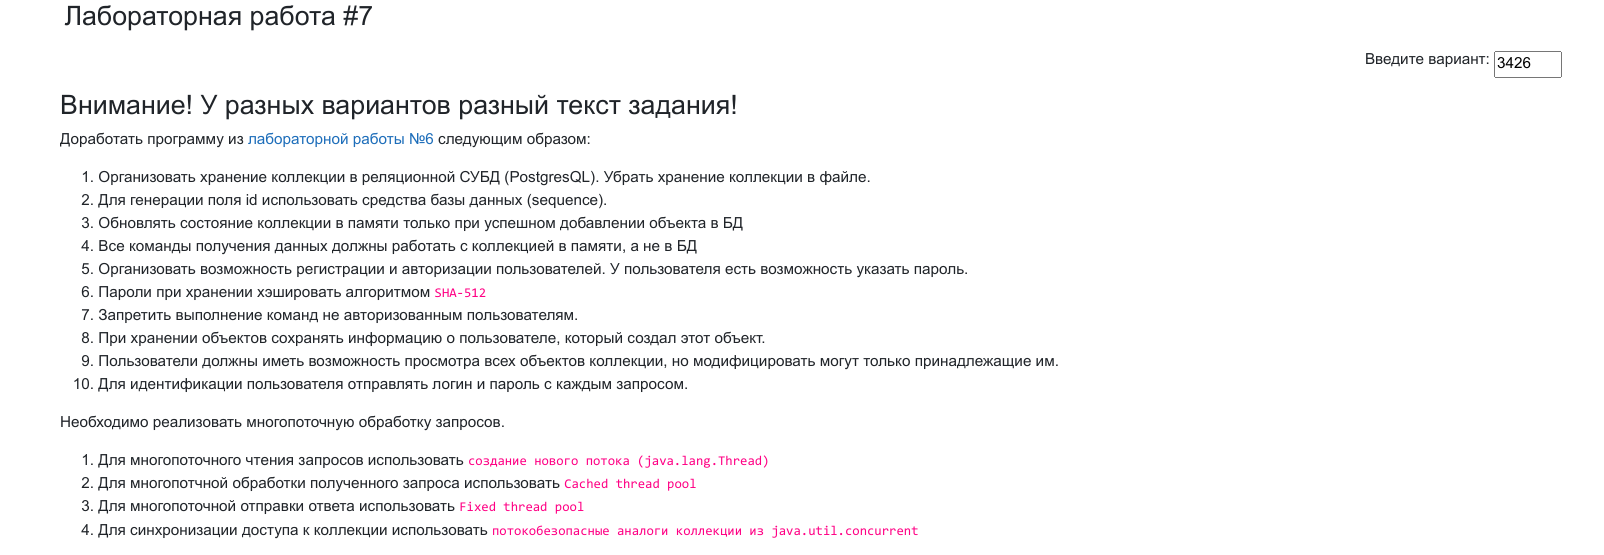 Лабораторная работа #7
Введите вариант: 3426
Внимание! У разных вариантов разный текст задания!
Доработать программу из лабораторной работы №6 следующим образом:
1. Организовать хранение коллекции в реляционной СУБД (PostgresQL). Убрать хранение коллекции в файле.
2. Для генерации поля id использовать средства базы данных (sequence).
3. Обновлять состояние коллекции в памяти только при успешном добавлении объекта в БД
4. Все команды получения данных должны работать с коллекцией в памяти, а не в БД
5. Организовать возможность регистрации и авторизации пользователей. У пользователя есть возможность указать пароль.
6. Пароли при хранении хэшировать алгоритмом SHA-512
7. Запретить выполнение команд не авторизованным пользователям.
8. При хранении объектов сохранять информацию о пользователе, который создал этот объект.
9. Пользователи должны иметь возможность просмотра всех объектов коллекции, но модифицировать могут только принадлежащие им.
10. Для идентификации пользователя отправлять логин и пароль с каждым запросом.
Необходимо реализовать многопоточную обработку запросов.
1. Для многопоточного чтения запросов использовать создание нового потока (java.lang.Thread)
2. Для многопотчной обработки полученного запроса использовать Cached thread pool
3. Для многопоточной отправки ответа использовать Fixed thread pool
4. Для синхронизации доступа к коллекции использовать потокобезопасные аналоги коллекции из java.util.concurrent